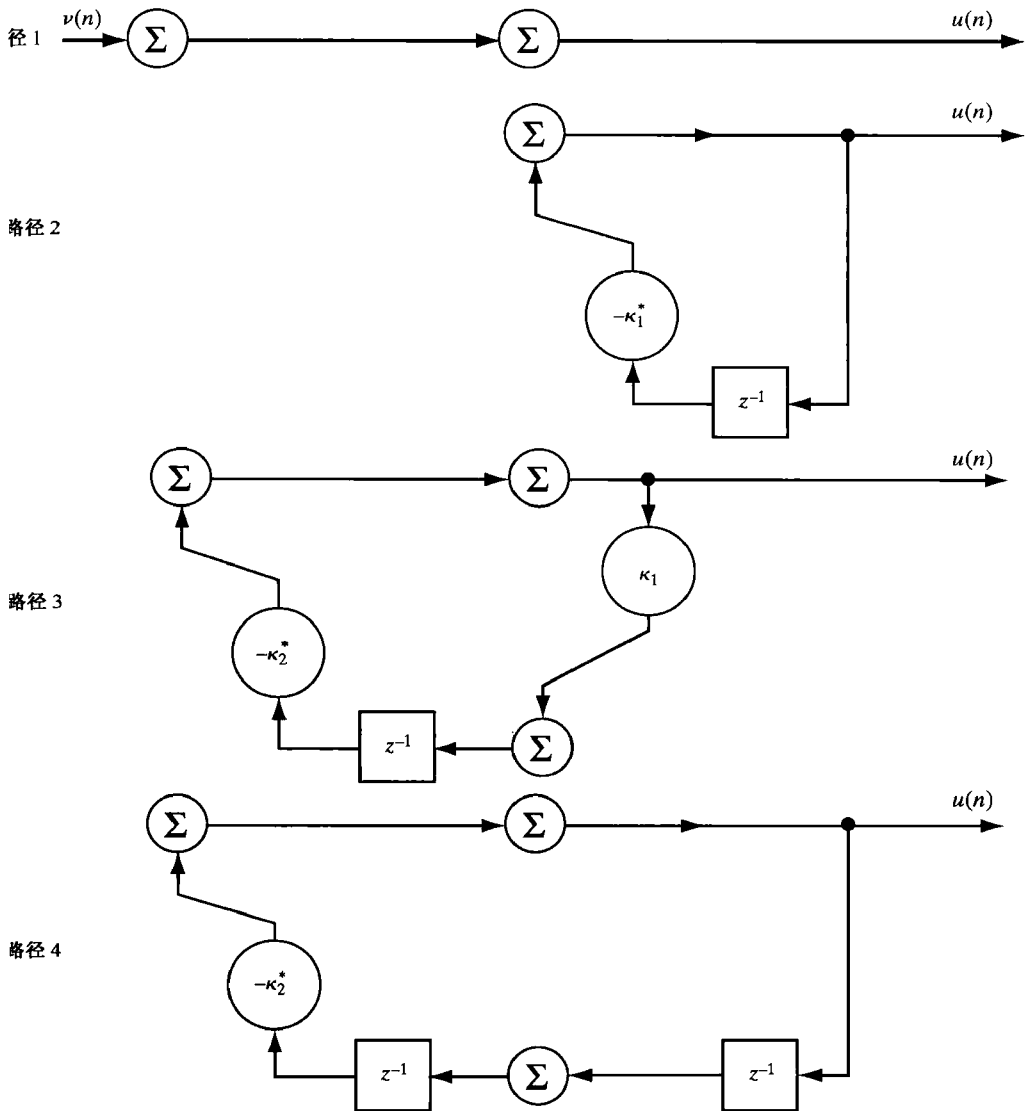 径 1 ν(n) Σ Σ u(n)
Σ u(n)
路径 2
−κ₁*
z⁻¹
Σ Σ u(n)
κ₁
路径 3
−κ₂*
z⁻¹ Σ
Σ Σ u(n)
路径 4
−κ₂*
z⁻¹ Σ z⁻¹